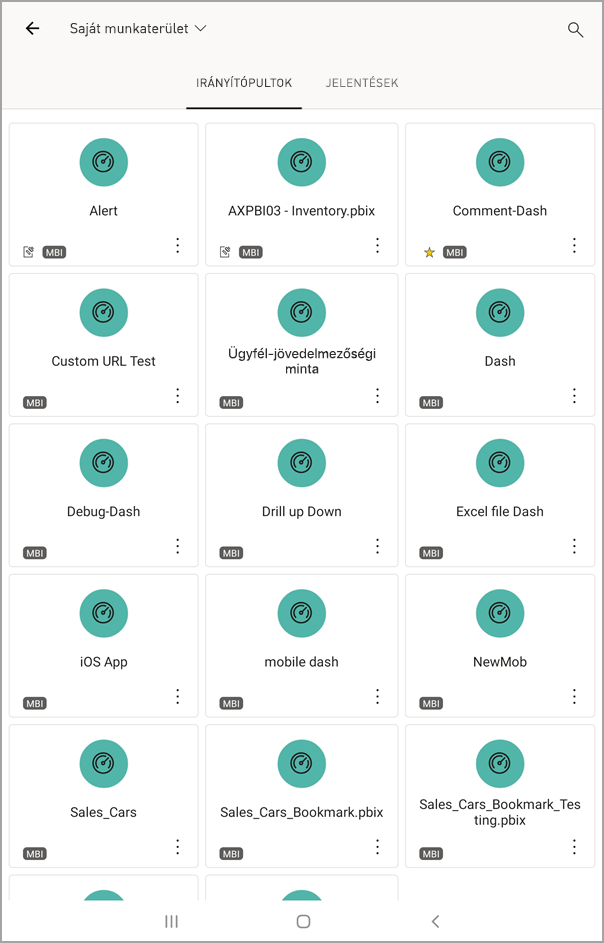 Saját munkaterület
IRÁNYÍTÓPULTOK JELENTÉSEK
Alert
MBI
AXPBI03 - Inventory.pbix
MBI
Comment-Dash
MBI
Custom URL Test
MBI
Ügyfél-jövedelmezőségi
minta
MBI
Dash
MBI
Debug-Dash
MBI
Drill up Down
MBI
Excel file Dash
MBI
iOS App
MBI
mobile dash
MBI
NewMob
MBI
Sales_Cars
MBI
Sales_Cars_Bookmark.pbix
MBI
Sales_Cars_Bookmark_Tes
ting.pbix
MBI